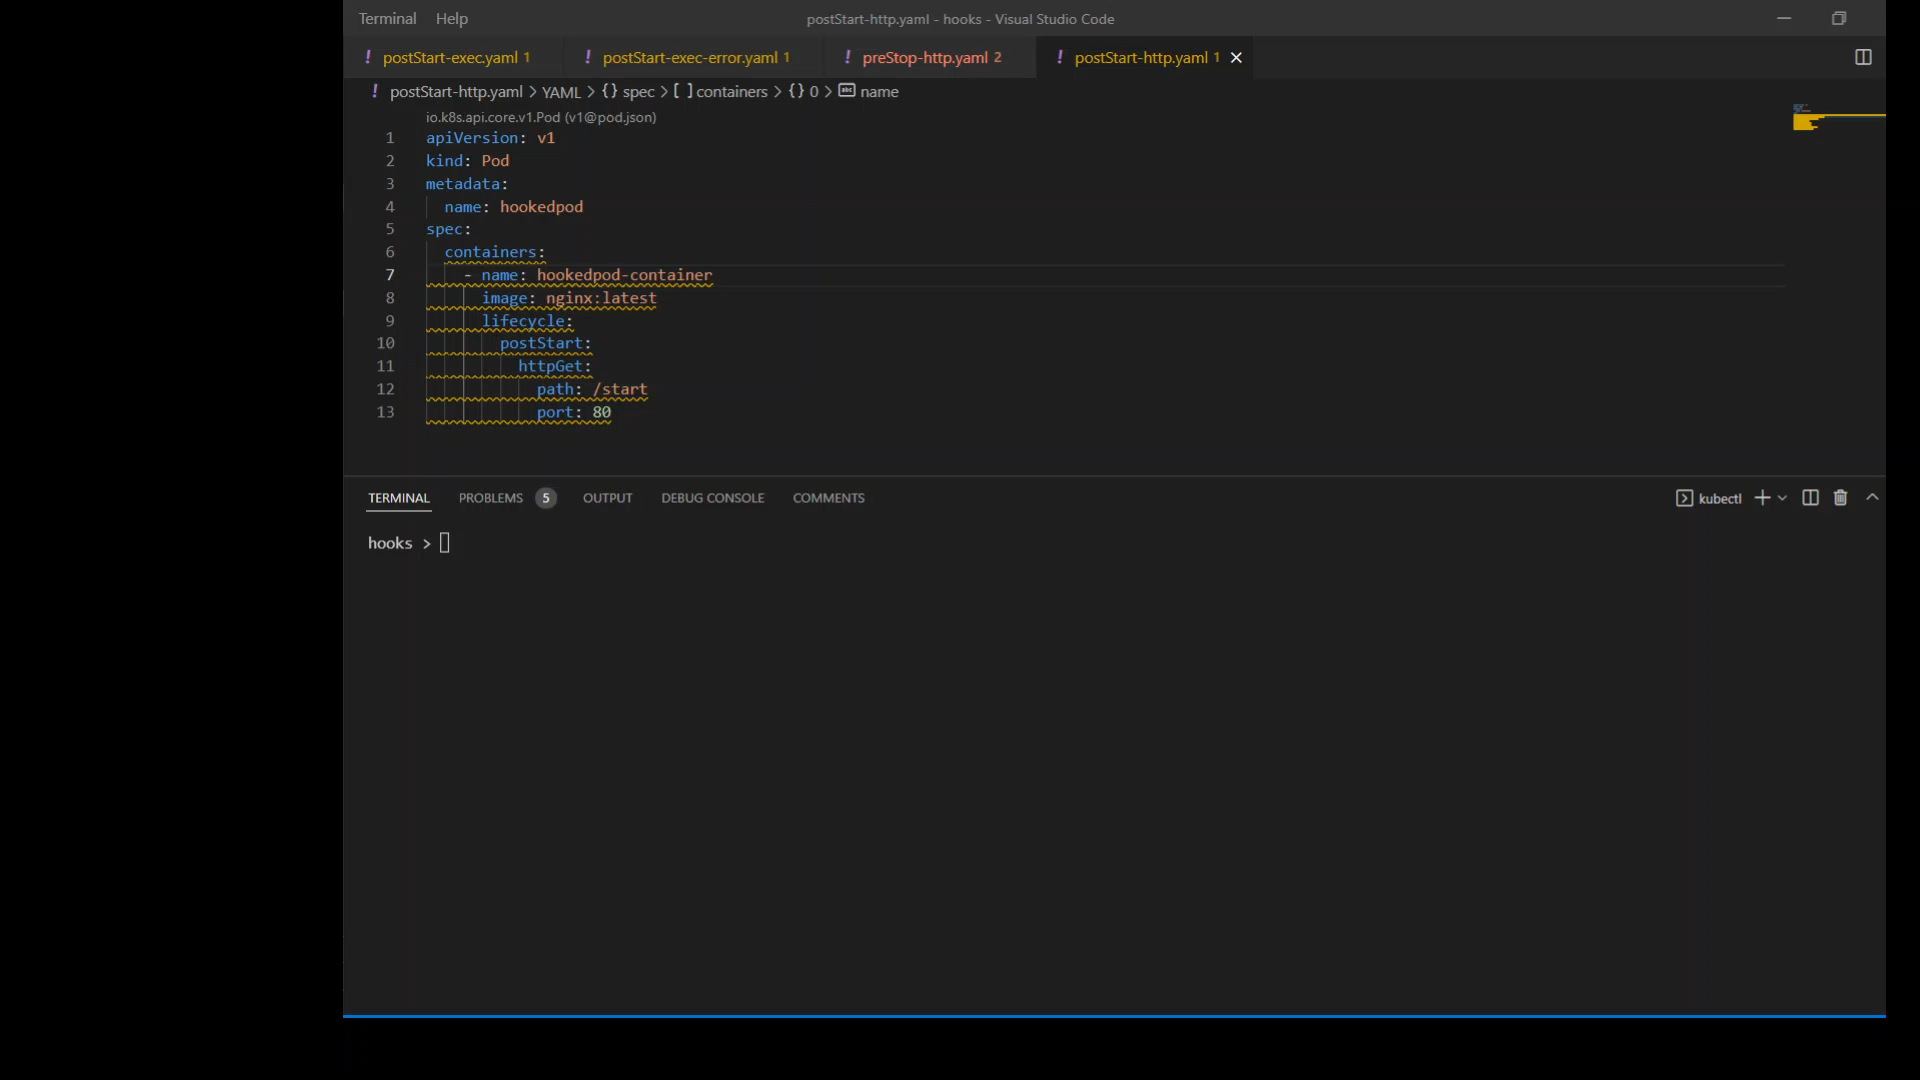 Terminal Help postStart-http.yaml - hooks - Visual Studio Code
! postStart-exec.yaml 1 ! postStart-exec-error.yaml 1 ! preStop-http.yaml 2 ! postStart-http.yaml 1
! postStart-http.yaml > YAML > {} spec > [ ] containers > {} 0 > abc name
io.k8s.api.core.v1.Pod (v1@pod.json)
1 apiVersion: v1
2 kind: Pod
3 metadata:
4 name: hookedpod
5 spec:
6 containers:
7 - name: hookedpod-container
8 image: nginx:latest
9 lifecycle:
10 postStart:
11 httpGet:
12 path: /start
13 port: 80
TERMINAL PROBLEMS 5 OUTPUT DEBUG CONSOLE COMMENTS kubectl
hooks >